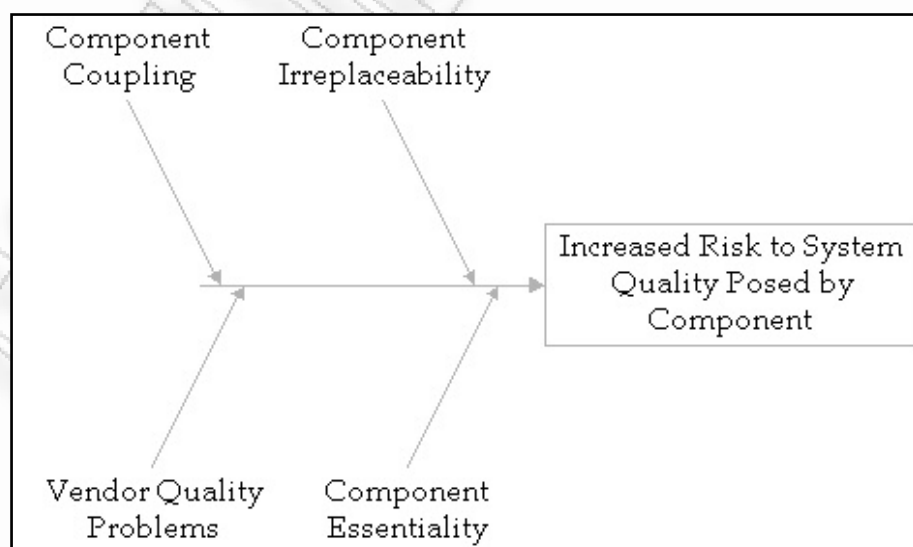 Component
Coupling
Component
Irreplaceability
Increased Risk to System
Quality Posed by
Component
Vendor Quality
Problems
Component
Essentiality